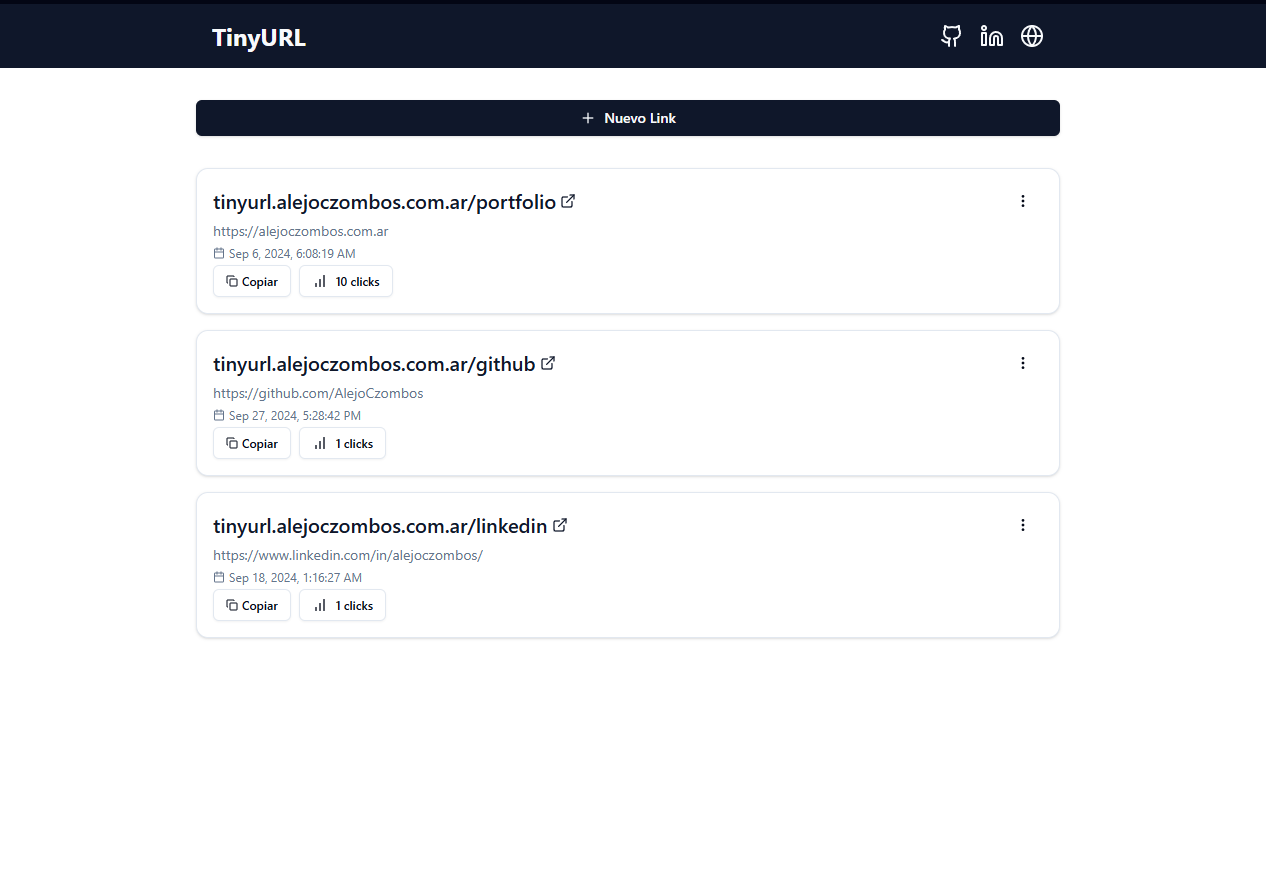 TinyURL
Nuevo Link
tinyurl.alejoczombos.com.ar/portfolio
https://alejoczombos.com.ar
Sep 6, 2024, 6:08:19 AM
Copiar 10 clicks
tinyurl.alejoczombos.com.ar/github
https://github.com/AlejoCzombos
Sep 27, 2024, 5:28:42 PM
Copiar 1 clicks
tinyurl.alejoczombos.com.ar/linkedin
https://www.linkedin.com/in/alejoczombos/
Sep 18, 2024, 1:16:27 AM
Copiar 1 clicks